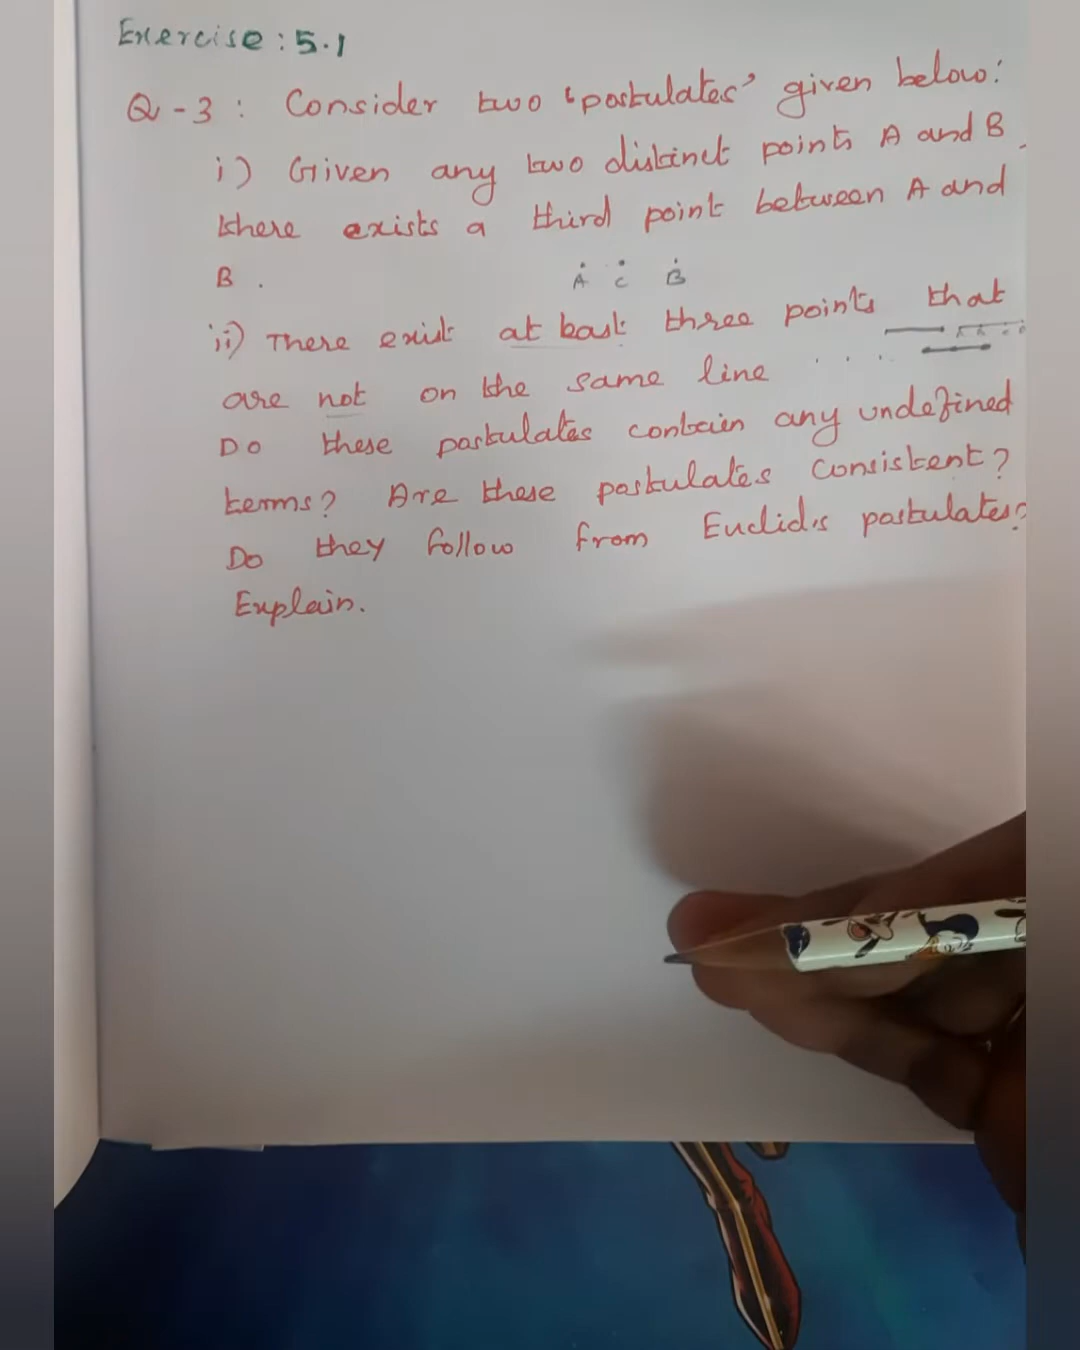 Exercise : 5.1
Q - 3 : Consider two 'postulates' given below:
i) Given any two distinct points A and B
there exists a third point between A and
B .
A C B
ii) There exist at least three points that
are not on the same line
Do these postulates contain any undefined
terms? Are these postulates consistent?
Do they follow from Euclid's postulates?
Explain.